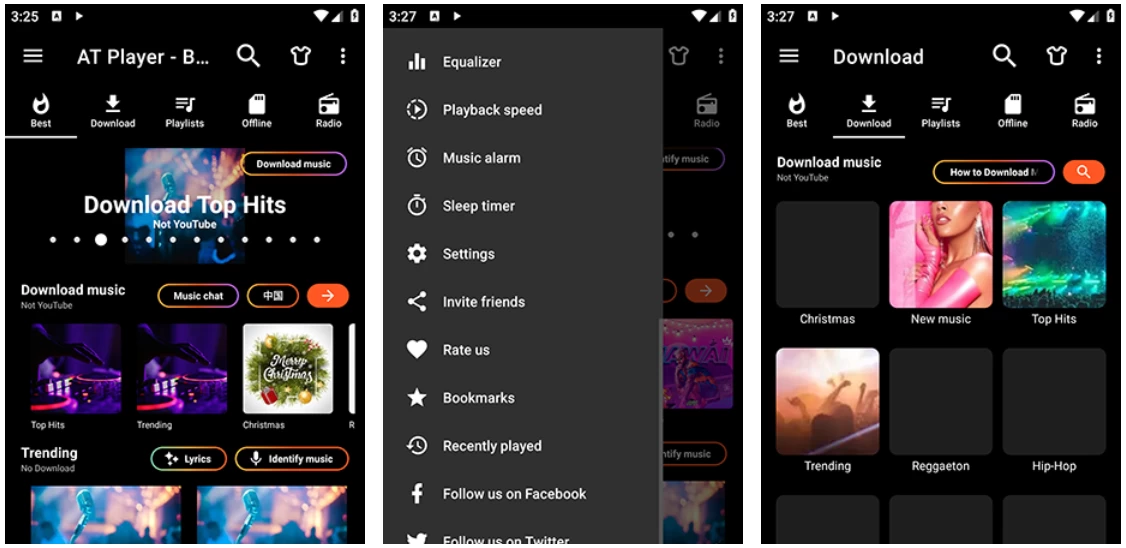 3:25
AT Player - B...
Best
Download
Playlists
Offline
Radio
Download music
Download Top Hits
Not YouTube
Download music
Not YouTube
Music chat
中国
Top Hits
Trending
Merry
Christmas
Christmas
R
Trending
No Download
Lyrics
Identify music
3:27
Equalizer
Playback speed
Music alarm
Sleep timer
Settings
Invite friends
Rate us
Bookmarks
Recently played
Follow us on Facebook
Follow us on Twitter
Radio
tify music
ntify music
3:27
Download
Best
Download
Playlists
Offline
Radio
Download music
Not YouTube
How to Download M
Christmas
New music
Top Hits
Trending
Reggaeton
Hip-Hop